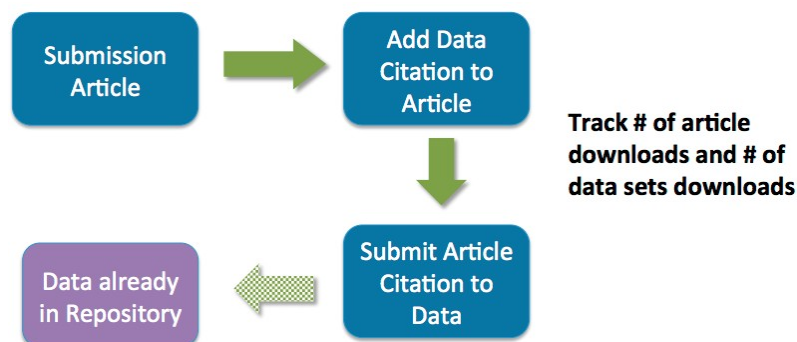 Submission
Article
Add Data
Citation to
Article
Track # of article
downloads and # of
data sets downloads
Submit Article
Citation to
Data
Data already
in Repository